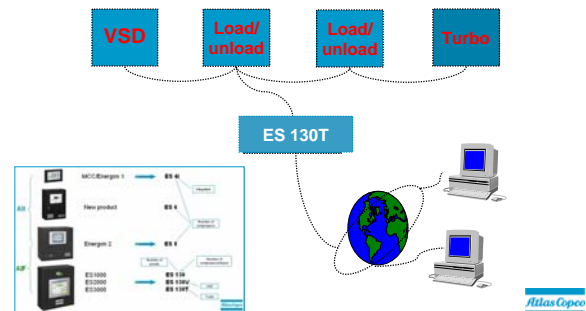 VSD
Load/
unload
Load/
unload
Turbo
ES 130T
MCC/Energon 1
ES 4i
New product
ES 6
Energon 2
ES 8
ES1000
ES2000
ES3000
ES 130
ES 130V
ES 130T
Atlas Copco